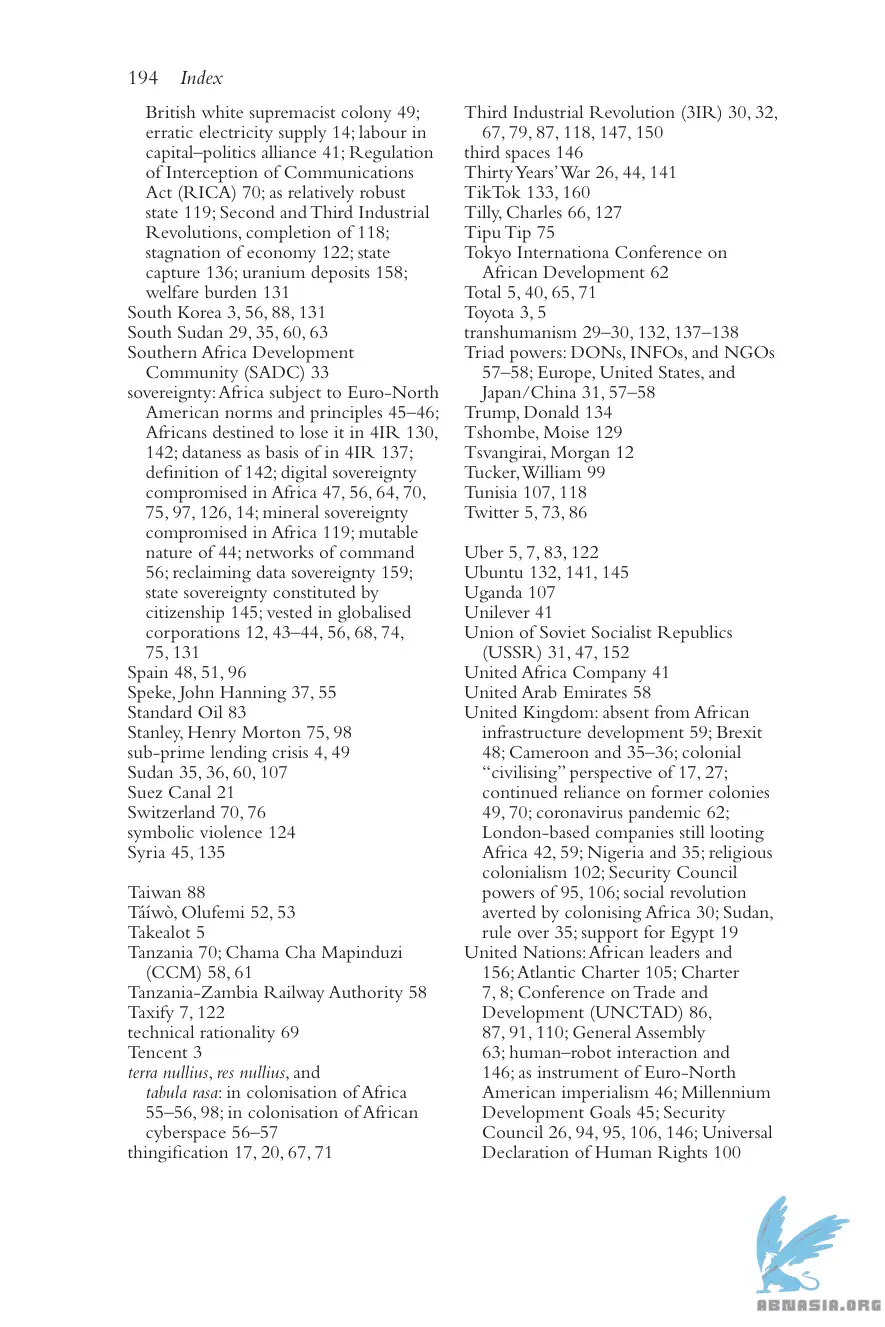 194 Index
British white supremacist colony 49;
erratic electricity supply 14; labour in
capital–politics alliance 41; Regulation
of Interception of Communications
Act (RICA) 70; as relatively robust
state 119; Second and Third Industrial
Revolutions, completion of 118;
stagnation of economy 122; state
capture 136; uranium deposits 158;
welfare burden 131
South Korea 3, 56, 88, 131
South Sudan 29, 35, 60, 63
Southern Africa Development
Community (SADC) 33
sovereignty: Africa subject to Euro-North
American norms and principles 45–46;
Africans destined to lose it in 4IR 130,
142; dataness as basis of in 4IR 137;
definition of 142; digital sovereignty
compromised in Africa 47, 56, 64, 70,
75, 97, 126, 14; mineral sovereignty
compromised in Africa 119; mutable
nature of 44; networks of command
56; reclaiming data sovereignty 159;
state sovereignty constituted by
citizenship 145; vested in globalised
corporations 12, 43–44, 56, 68, 74,
75, 131
Spain 48, 51, 96
Speke, John Hanning 37, 55
Standard Oil 83
Stanley, Henry Morton 75, 98
sub-prime lending crisis 4, 49
Sudan 35, 36, 60, 107
Suez Canal 21
Switzerland 70, 76
symbolic violence 124
Syria 45, 135
Taiwan 88
Táíwò, Olufemi 52, 53
Takealot 5
Tanzania 70; Chama Cha Mapinduzi
(CCM) 58, 61
Tanzania-Zambia Railway Authority 58
Taxify 7, 122
technical rationality 69
Tencent 3
terra nullius, res nullius, and
tabula rasa: in colonisation of Africa
55–56, 98; in colonisation of African
cyberspace 56–57
thingification 17, 20, 67, 71
Third Industrial Revolution (3IR) 30, 32,
67, 79, 87, 118, 147, 150
third spaces 146
Thirty Years' War 26, 44, 141
TikTok 133, 160
Tilly, Charles 66, 127
Tipu Tip 75
Tokyo Internationa Conference on
African Development 62
Total 5, 40, 65, 71
Toyota 3, 5
transhumanism 29–30, 132, 137–138
Triad powers: DONs, INFOs, and NGOs
57–58; Europe, United States, and
Japan/China 31, 57–58
Trump, Donald 134
Tshombe, Moise 129
Tsvangirai, Morgan 12
Tucker, William 99
Tunisia 107, 118
Twitter 5, 73, 86
Uber 5, 7, 83, 122
Ubuntu 132, 141, 145
Uganda 107
Unilever 41
Union of Soviet Socialist Republics
(USSR) 31, 47, 152
United Africa Company 41
United Arab Emirates 58
United Kingdom: absent from African
infrastructure development 59; Brexit
48; Cameroon and 35–36; colonial
“civilising” perspective of 17, 27;
continued reliance on former colonies
49, 70; coronavirus pandemic 62;
London-based companies still looting
Africa 42, 59; Nigeria and 35; religious
colonialism 102; Security Council
powers of 95, 106; social revolution
averted by colonising Africa 30; Sudan,
rule over 35; support for Egypt 19
United Nations: African leaders and
156; Atlantic Charter 105; Charter
7, 8; Conference on Trade and
Development (UNCTAD) 86,
87, 91, 110; General Assembly
63; human–robot interaction and
146; as instrument of Euro-North
American imperialism 46; Millennium
Development Goals 45; Security
Council 26, 94, 95, 106, 146; Universal
Declaration of Human Rights 100
ABNASIA.ORG